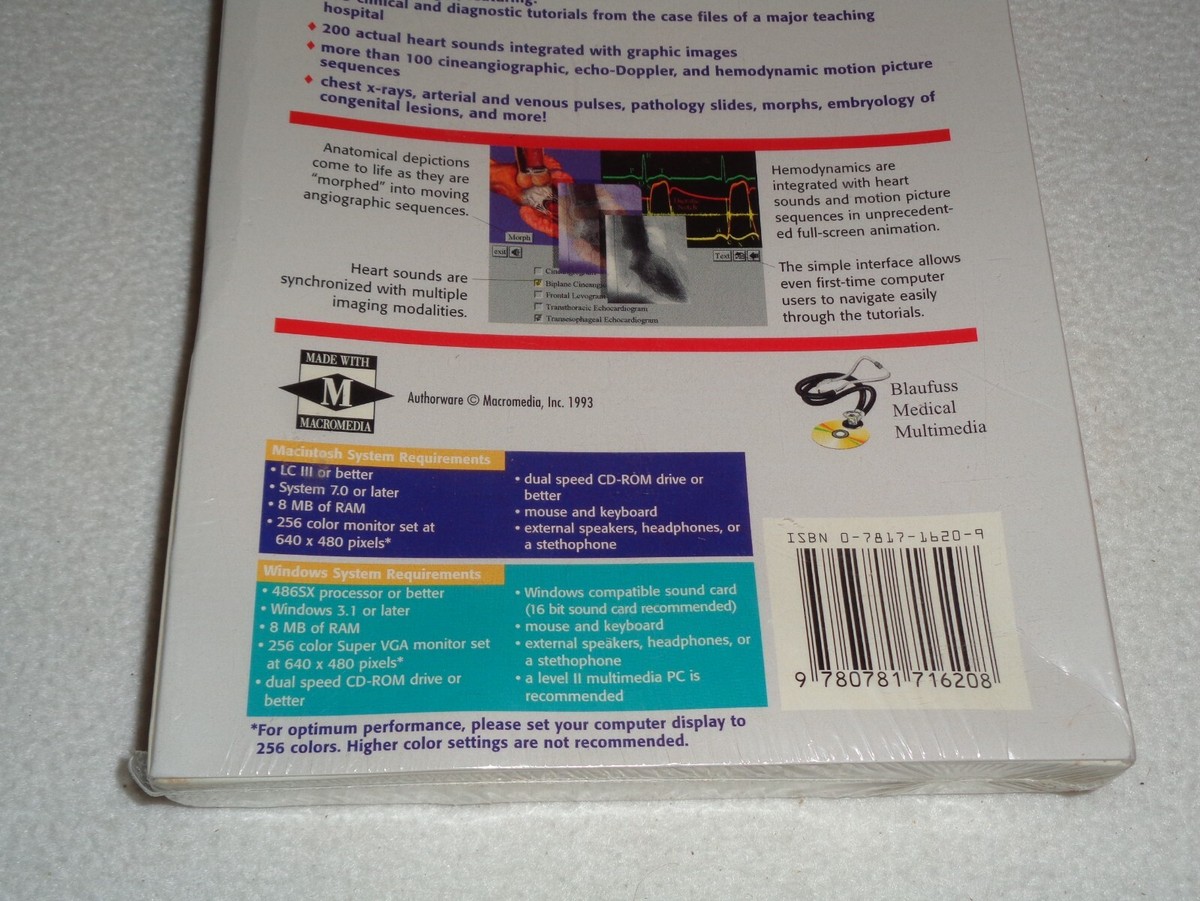 clinical and diagnostic tutorials from the case files of a major teaching
hospital
200 actual heart sounds integrated with graphic images
more than 100 cineangiographic, echo-Doppler, and hemodynamic motion picture
sequences
chest x-rays, arterial and venous pulses, pathology slides, morphs, embryology of
congenital lesions, and more!
Anatomical depictions
come to life as they are
“morphed” into moving
angiographic sequences.
Heart sounds are
synchronized with multiple
imaging modalities.
Morph
exit
Text
Biplane Cineang
Frontal Levogram
Transthoracic Echocardiogram
Transesophageal Echocardiogram
Hemodynamics are
integrated with heart
sounds and motion picture
sequences in unprecedent-
ed full-screen animation.
The simple interface allows
even first-time computer
users to navigate easily
through the tutorials.
MADE WITH
M
MACROMEDIA
Authorware © Macromedia, Inc. 1993
Blaufuss
Medical
Multimedia
Macintosh System Requirements
• LC III or better
• System 7.0 or later
• 8 MB of RAM
• 256 color monitor set at
640 x 480 pixels*
• dual speed CD-ROM drive or
better
• mouse and keyboard
• external speakers, headphones, or
a stethophone
Windows System Requirements
• 486SX processor or better
• Windows 3.1 or later
• 8 MB of RAM
• 256 color Super VGA monitor set
at 640 x 480 pixels*
• dual speed CD-ROM drive or
better
• Windows compatible sound card
(16 bit sound card recommended)
• mouse and keyboard
• external speakers, headphones, or
a stethophone
• a level II multimedia PC is
recommended
*For optimum performance, please set your computer display to
256 colors. Higher color settings are not recommended.
ISBN 0-7817-1620-9
9 780781 716208